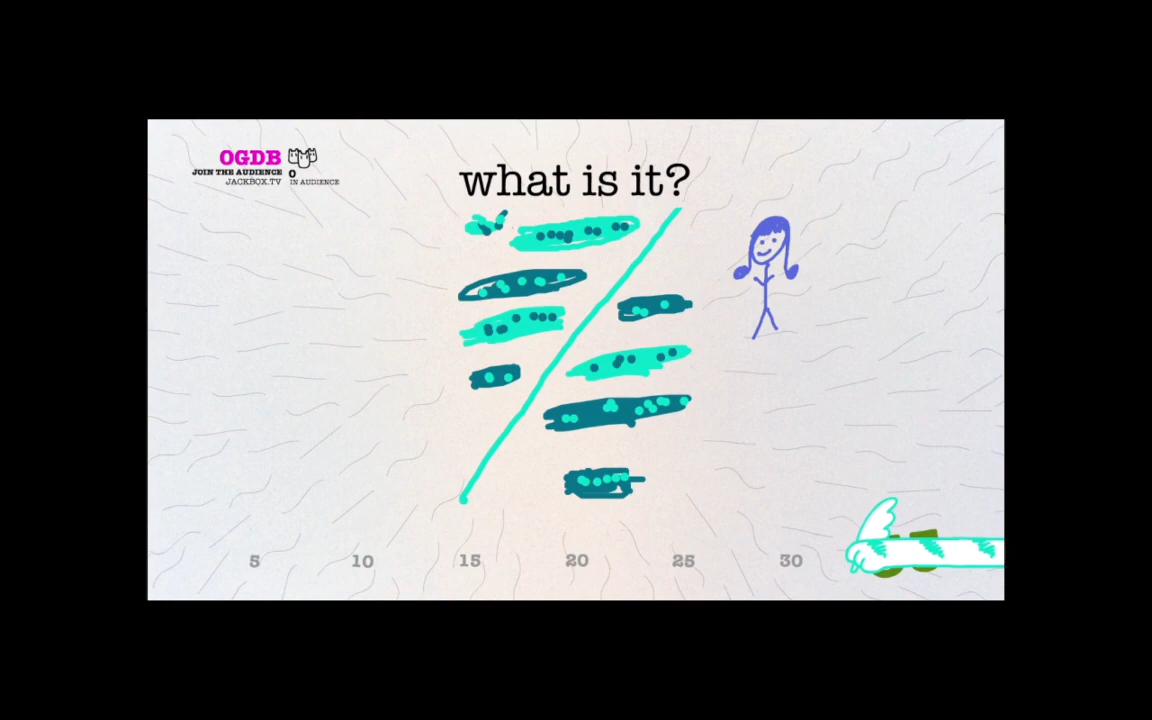 OGDB
JOIN THE AUDIENCE
JACKBOX.TV
0
IN AUDIENCE
what is it?
5 10 15 20 25 30